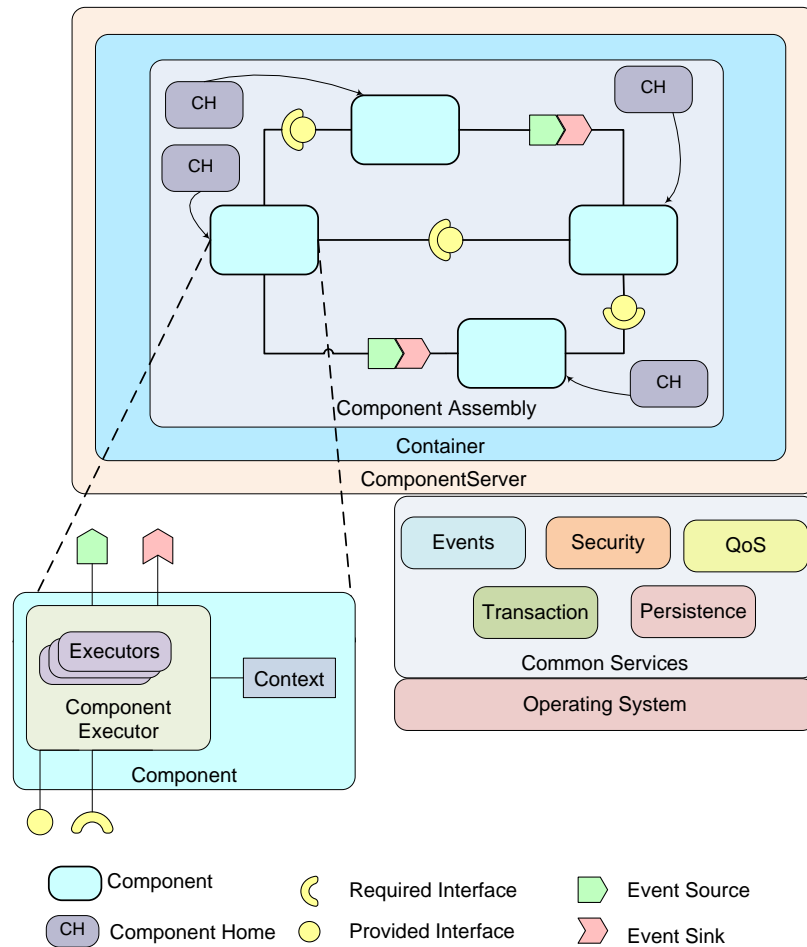 CH
CH
CH
CH
Component Assembly
Container
ComponentServer
Events
Security
QoS
Transaction
Persistence
Common Services
Operating System
Executors
Component
Executor
Context
Component
Component
Required Interface
Event Source
CH
Component Home
Provided Interface
Event Sink